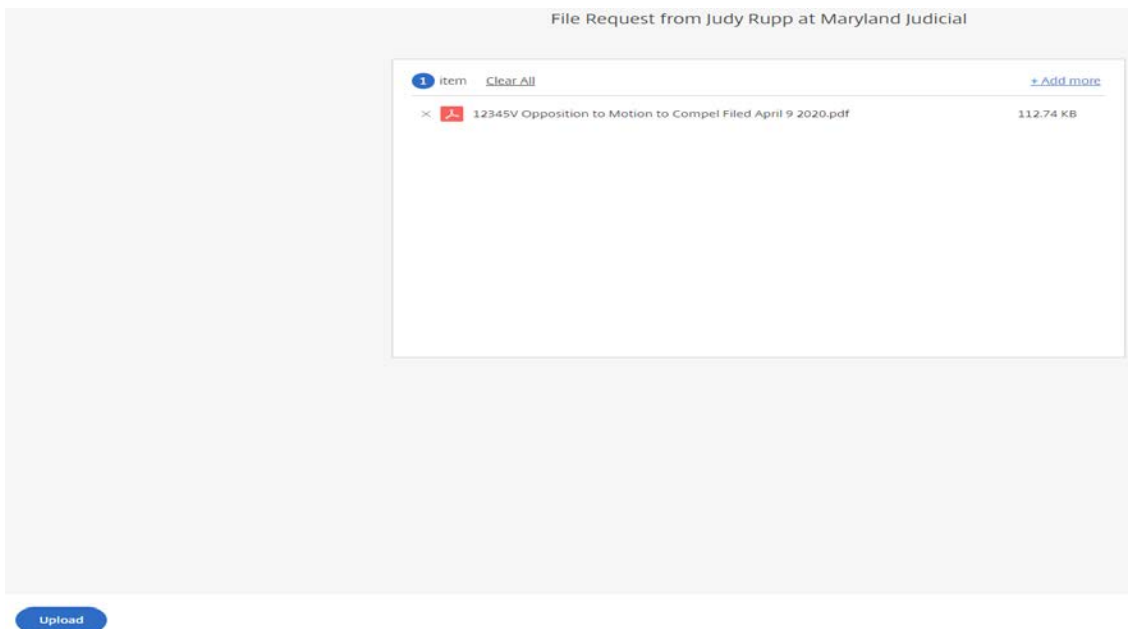 File Request from Judy Rupp at Maryland Judicial
1 item Clear All + Add more
12345V Opposition to Motion to Compel Filed April 9 2020.pdf 112.74 KB
Upload